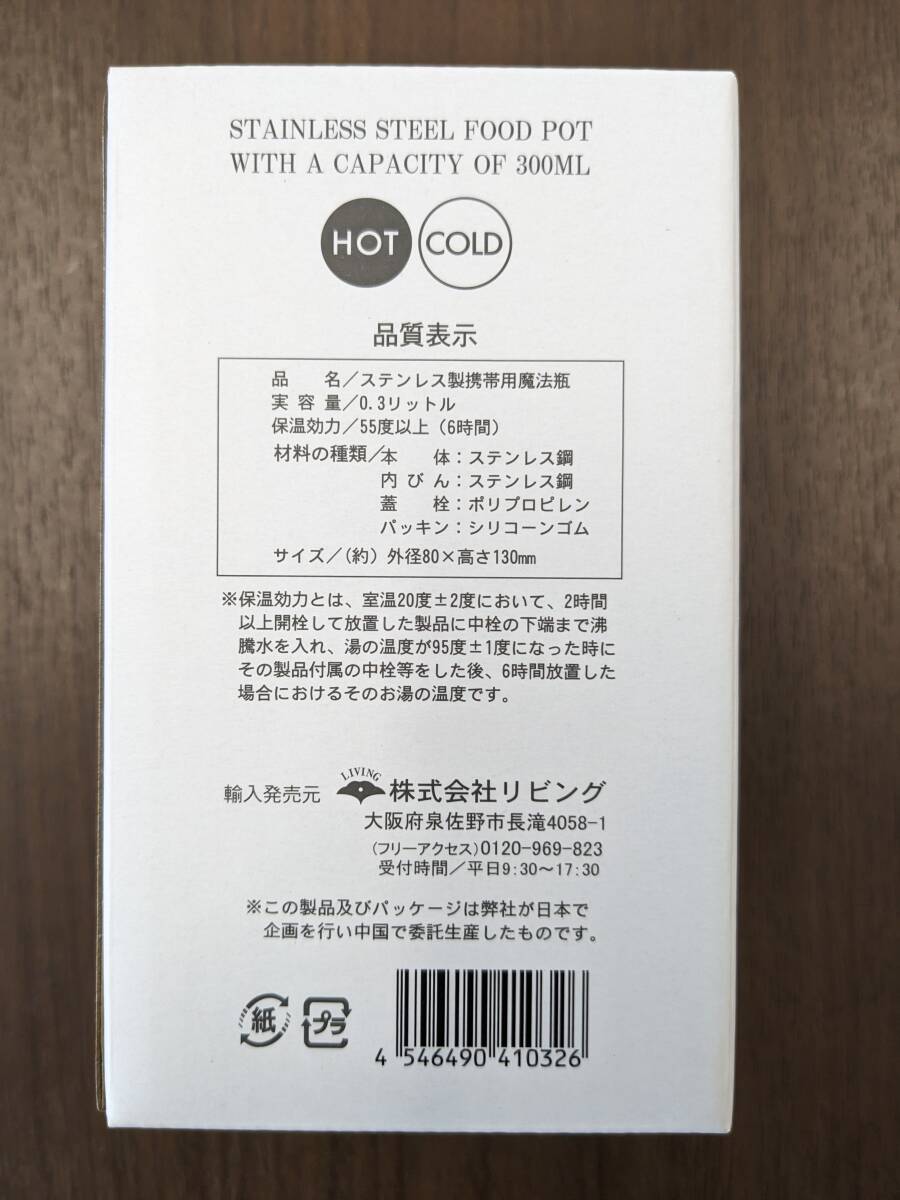 STAINLESS STEEL FOOD POT
WITH A CAPACITY OF 300ML
HOT COLD
品質表示
品　　名／ステンレス製携帯用魔法瓶
実 容 量／0.3リットル
保温効力／55度以上（6時間）
材料の種類／本　　体：ステンレス鋼
内 び ん：ステンレス鋼
蓋　　栓：ポリプロピレン
パッキン：シリコーンゴム
サイズ／(約) 外径80×高さ130mm
※保温効力とは、室温20度±2度において、2時間
以上開栓して放置した製品に中栓の下端まで沸
騰水を入れ、湯の温度が95度±1度になった時に
その製品付属の中栓等をした後、6時間放置した
場合におけるそのお湯の温度です。
輸入発売元 LIVING 株式会社リビング
大阪府泉佐野市長滝4058-1
(フリーアクセス)0120-969-823
受付時間／平日9:30〜17:30
※この製品及びパッケージは弊社が日本で
企画を行い中国で委託生産したものです。
紙 プラ
4 546490 410326